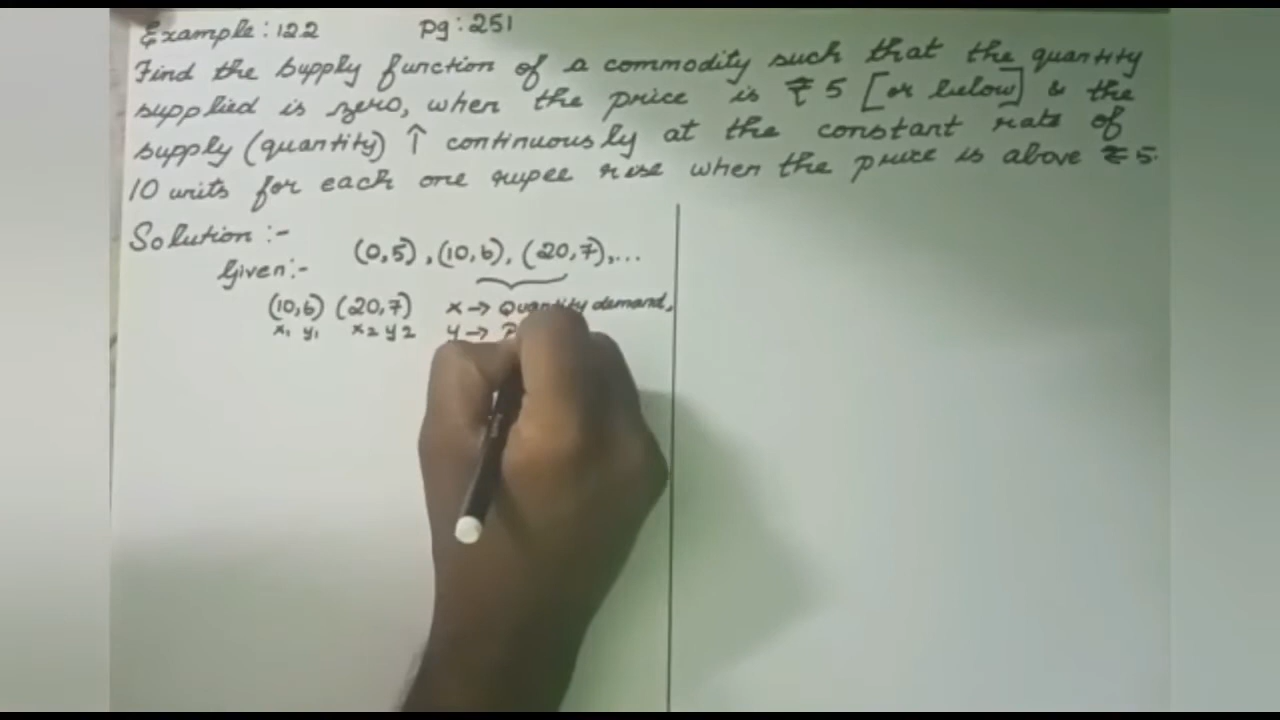 Example: 122 pg: 251
Find the supply function of a commodity such that the quantity
supplied is zero, when the price is ₹5 [or below] & the
supply (quantity) ↑ continuously at the constant rate of
10 units for each one rupee rise when the price is above ₹5.
Solution :-
Given:- (0,5), (10,6), (20,7), ...
(10,6) (20,7) x → Quantity demand,
x₁ y₁ x₂ y₂ y →